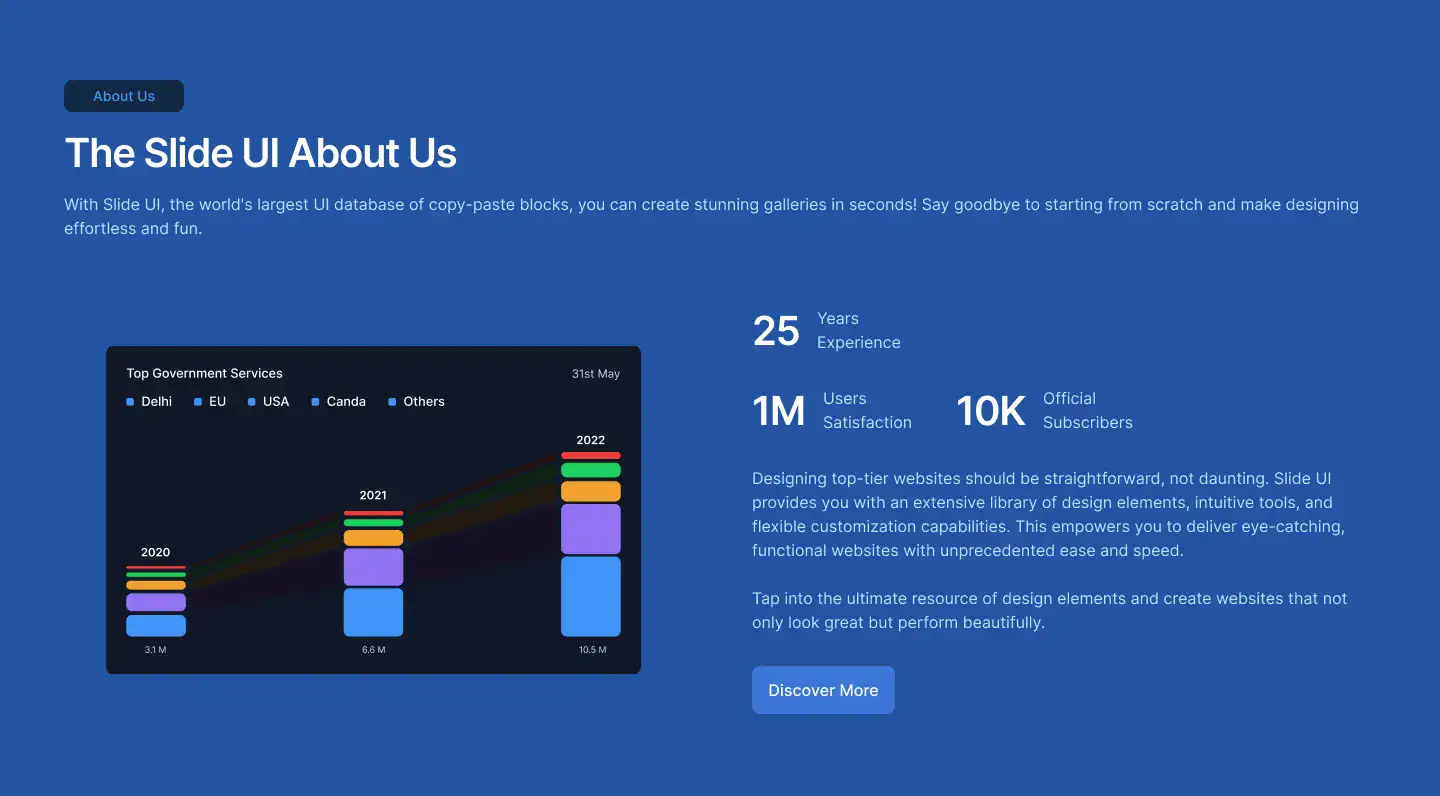 About Us
The Slide UI About Us
With Slide UI, the world's largest UI database of copy-paste blocks, you can create stunning galleries in seconds! Say goodbye to starting from scratch and make designing
effortless and fun.
Top Government Services
31st May
Delhi
EU
USA
Canda
Others
2020
2021
2022
3.1 M
6.6 M
10.5 M
25
Years
Experience
1M
Users
Satisfaction
10K
Official
Subscribers
Designing top-tier websites should be straightforward, not daunting. Slide UI
provides you with an extensive library of design elements, intuitive tools, and
flexible customization capabilities. This empowers you to deliver eye-catching,
functional websites with unprecedented ease and speed.
Tap into the ultimate resource of design elements and create websites that not
only look great but perform beautifully.
Discover More